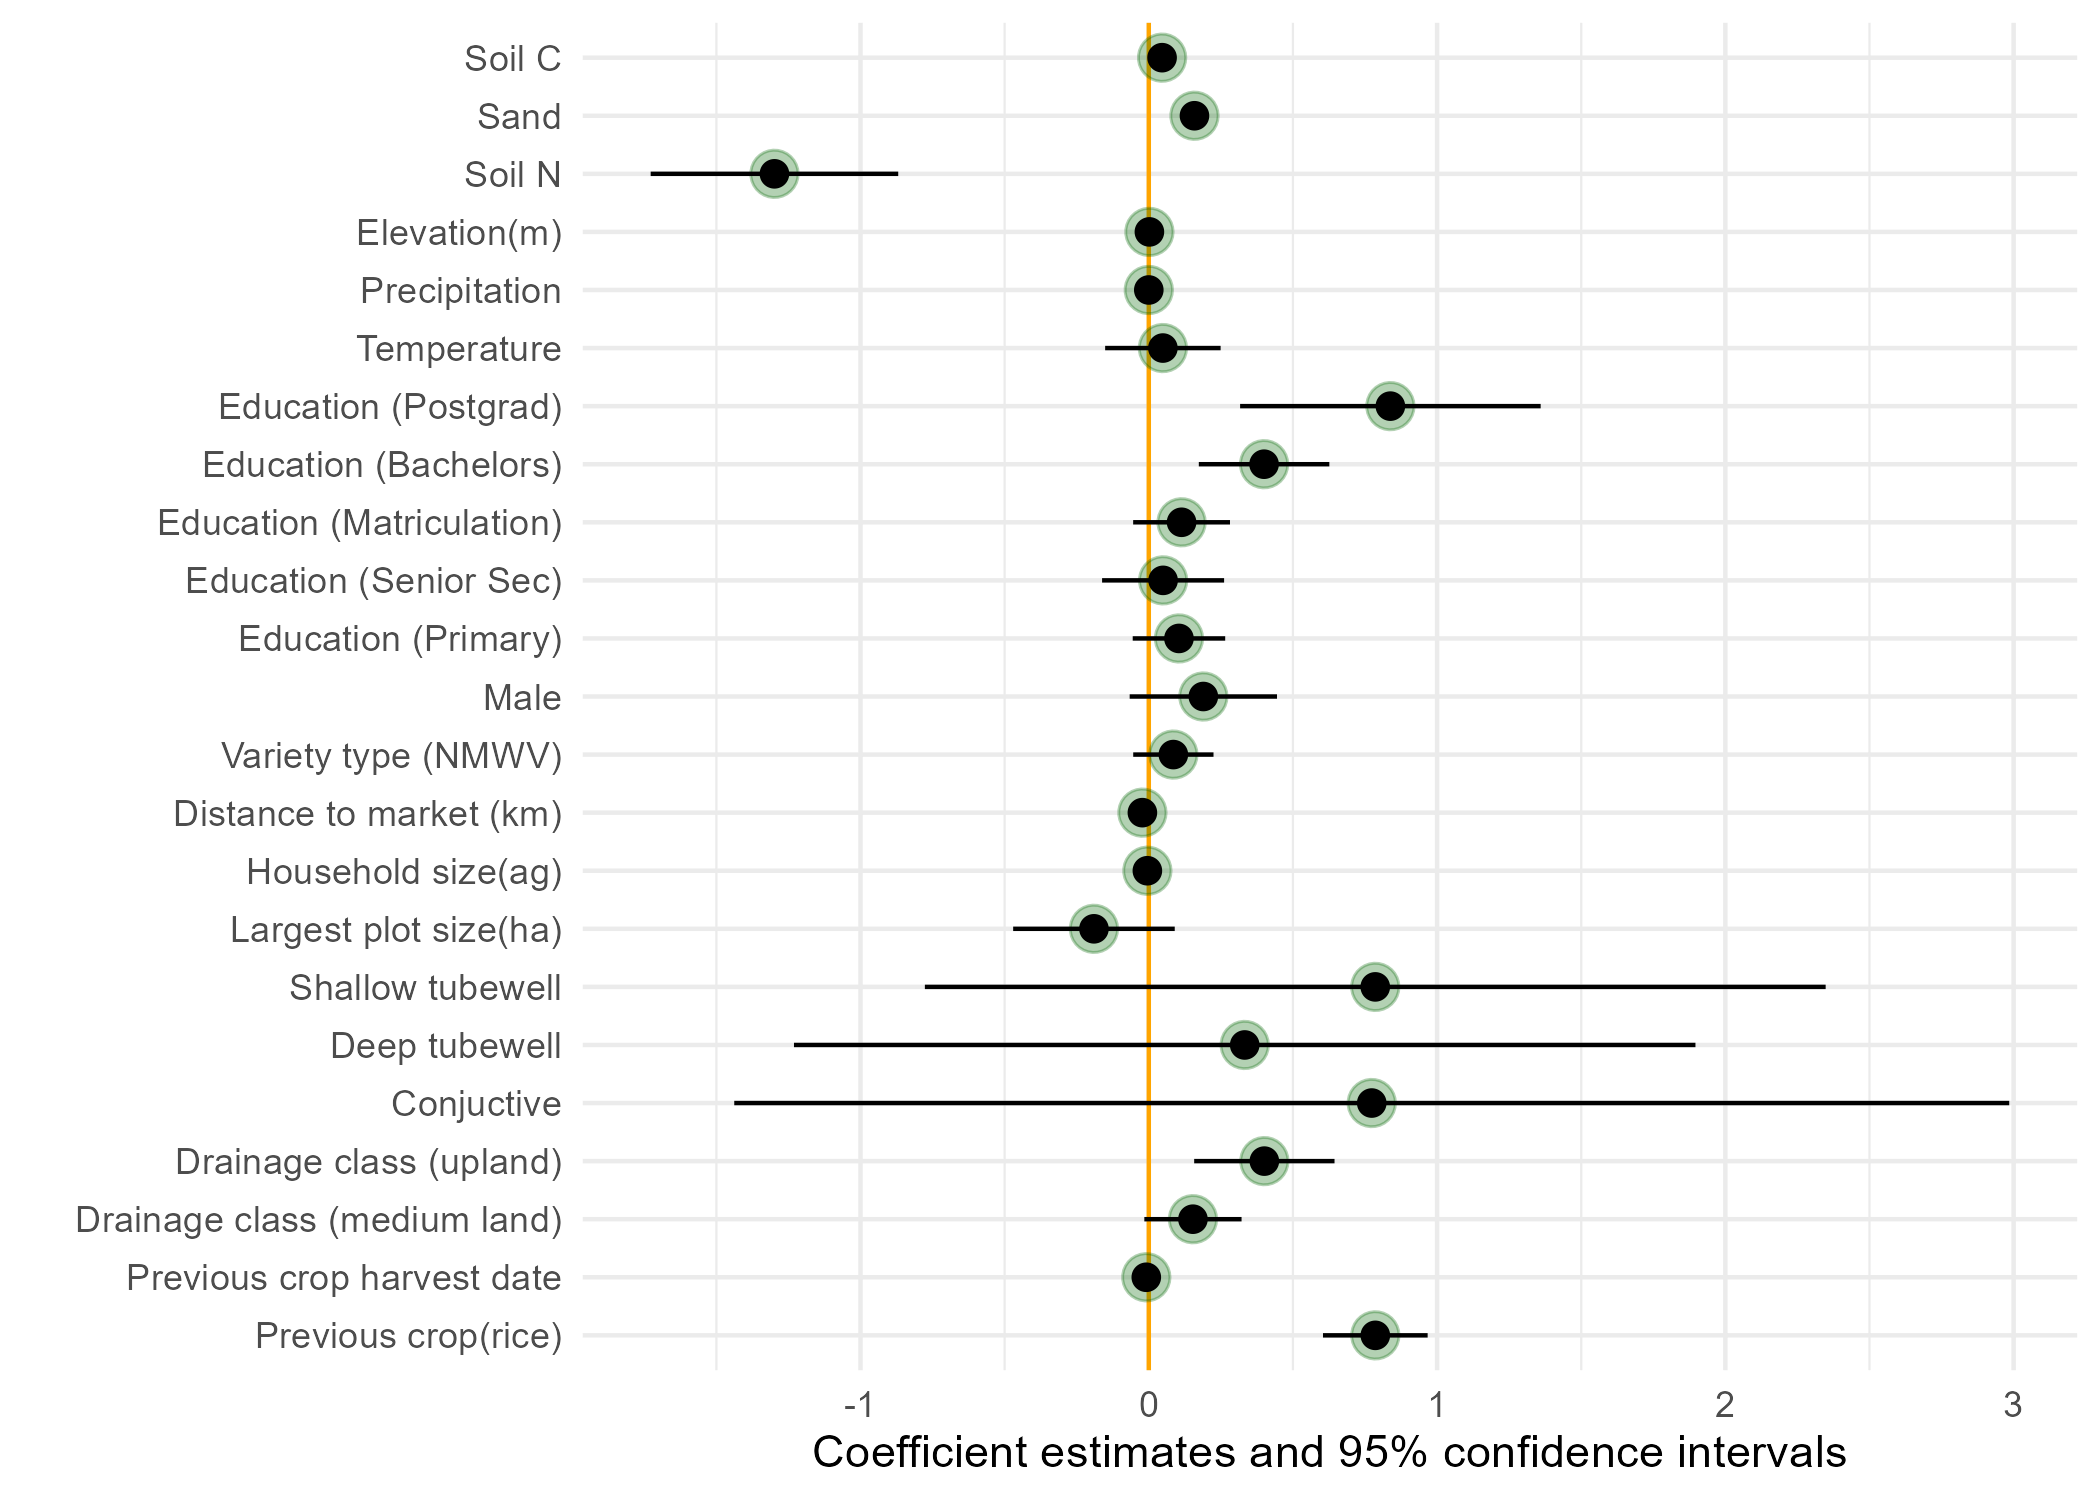 Soil C
Sand
Soil N
Elevation(m)
Precipitation
Temperature
Education (Postgrad)
Education (Bachelors)
Education (Matriculation)
Education (Senior Sec)
Education (Primary)
Male
Variety type (NMWV)
Distance to market (km)
Household size(ag)
Largest plot size(ha)
Shallow tubewell
Deep tubewell
Conjuctive
Drainage class (upland)
Drainage class (medium land)
Previous crop harvest date
Previous crop(rice)
-1 0 1 2 3
Coefficient estimates and 95% confidence intervals